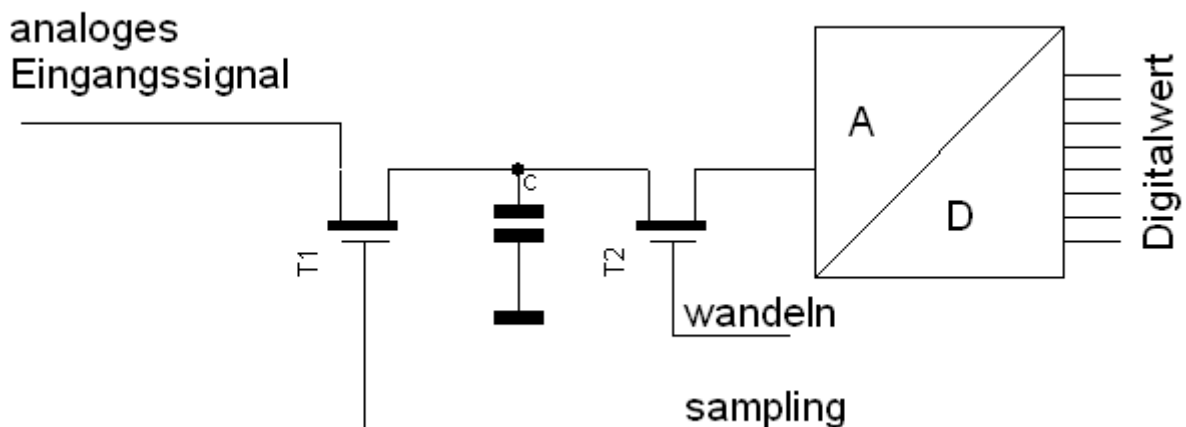 analoges
Eingangssignal
A
D
Digitalwert
C
T1
T2
wandeln
sampling